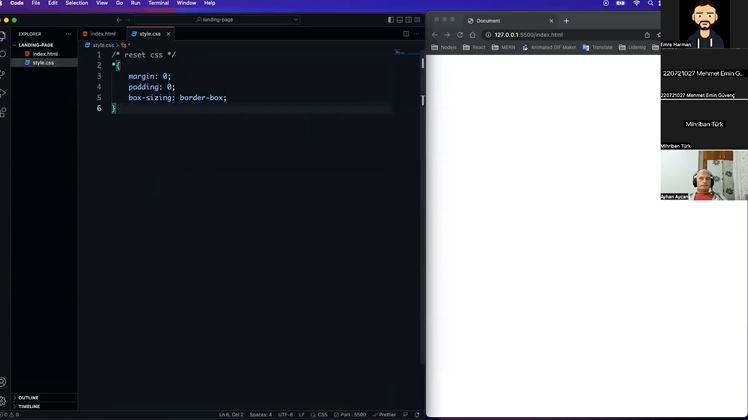 Code File Edit Selection View Go Run Terminal Window
landing-page
Document
EXPLORER
index.html
style.css
127.0.0.1:5500/index.html
LANDING-PAGE
index.html
style.css
style.css
Nodejs
React
MERN
Animated GIF Maker
Translate
Udemig
Emre Harman
/* reset css */
*{
margin: 0;
padding: 0;
box-sizing: border-box;
}
1
2
3
4
5
6
220721027 Mehmet Emin Güvenç
220721027 Mehmet Emin Güvenç
Mihriban Türk
Mihriban Türk
Ayhan Aycan
OUTLINE
TIMELINE
0 0
Ln 6, Col 2 Spaces: 4 UTF-8 LF CSS Port : 5500 Prettier